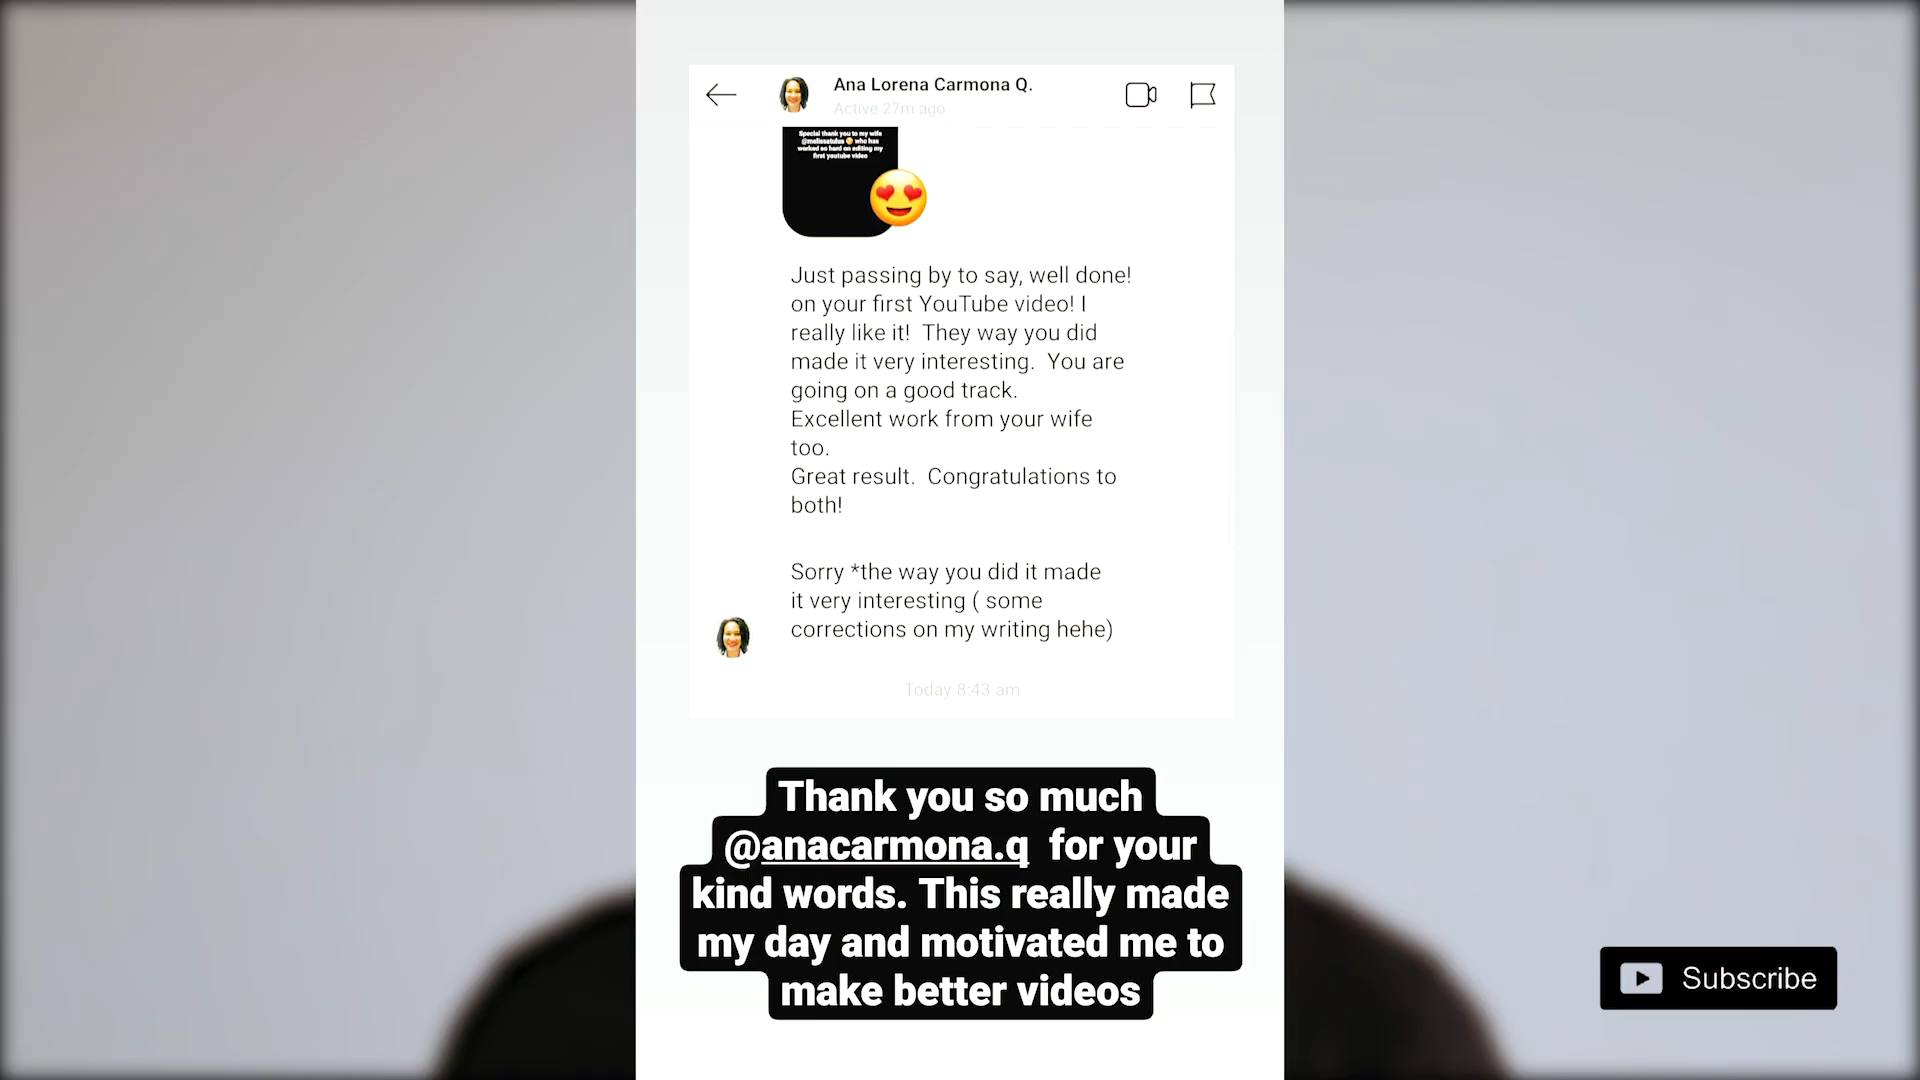 Ana Lorena Carmona Q.
Active 27m ago
Special thank you to my wife
@melissatulus 🥰 who has
worked so hard on editing my
first youtube video
Just passing by to say, well done!
on your first YouTube video! I
really like it!  They way you did
made it very interesting.  You are
going on a good track.
Excellent work from your wife
too.
Great result.  Congratulations to
both!
Sorry *the way you did it made
it very interesting ( some
corrections on my writing hehe)
Today 8:43 am
Thank you so much
@anacarmona.q  for your
kind words. This really made
my day and motivated me to
make better videos
Subscribe